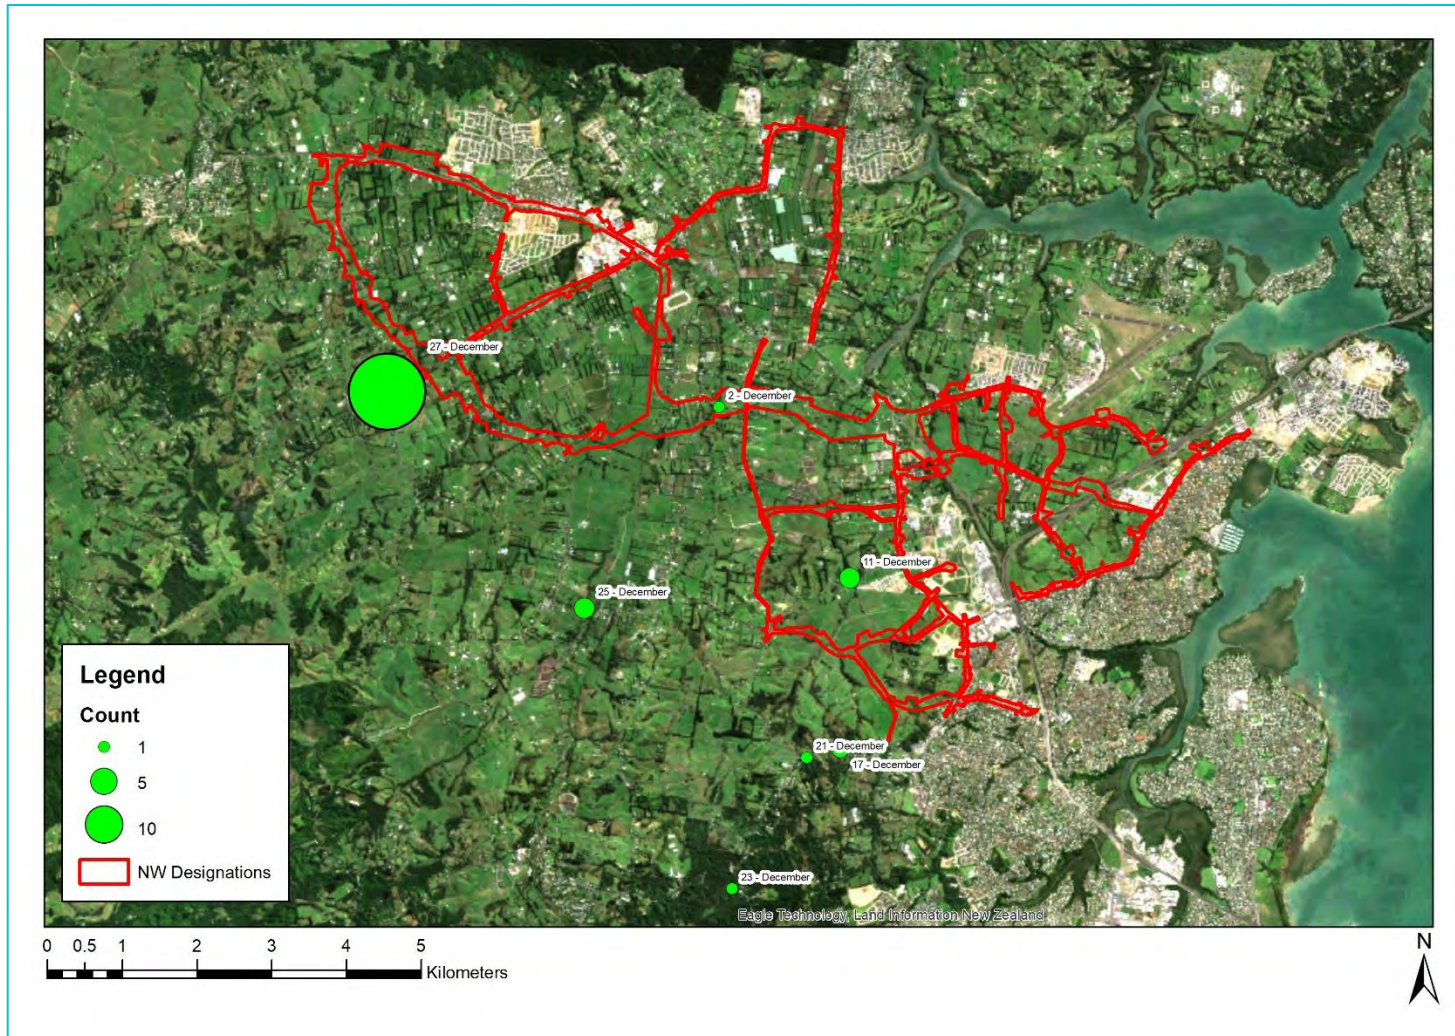 27 - December
2 - December
11 - December
25 - December
21 - December
17 - December
23 - December
Legend
Count
1
5
10
NW Designations
Eagle Technology, Land Information New Zealand
0 0.5 1 2 3 4 5
Kilometers
N